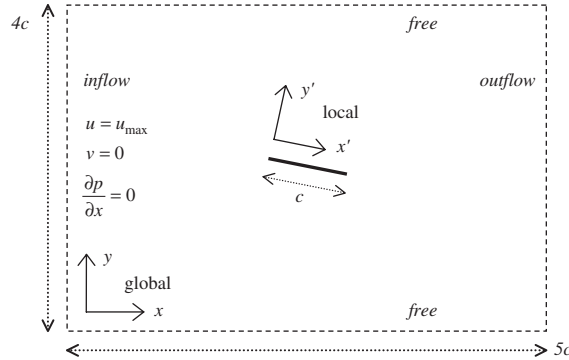 4c
free
inflow
outflow
y′
local
u = u_max
x′
v = 0
∂p/∂x = 0
c
y
global
x
free
5c